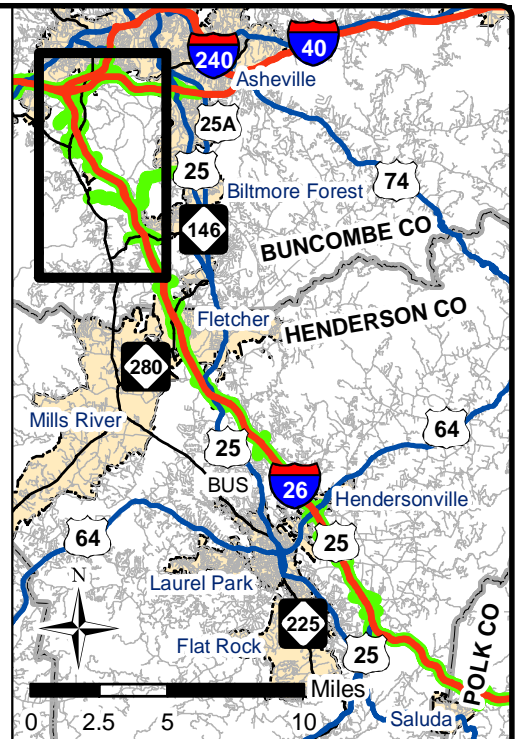 240
40
Asheville
25A
25
Biltmore Forest
74
146
BUNCOMBE CO
Fletcher
HENDERSON CO
280
Mills River
25
64
BUS
26
Hendersonville
64
25
N
Laurel Park
225
Flat Rock
25
POLK CO
Miles
0 2.5 5 10
Saluda